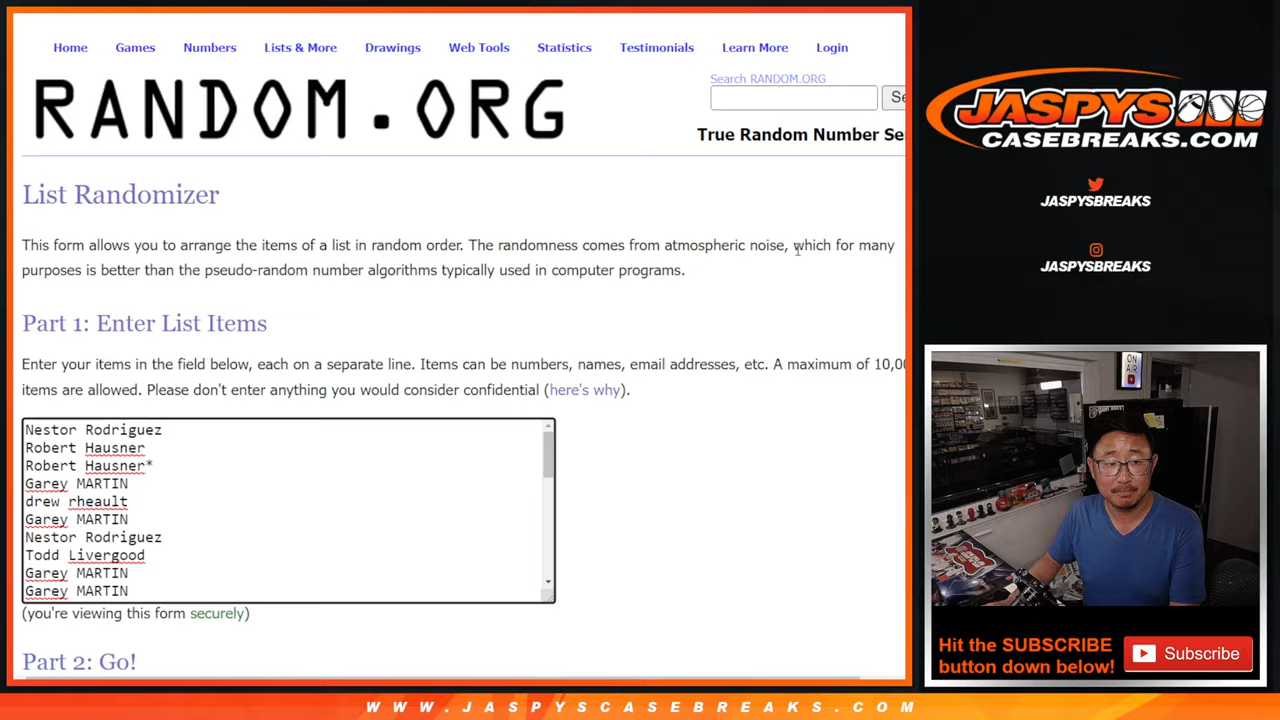 Home Games Numbers Lists & More Drawings Web Tools Statistics Testimonials Learn More Login
Search RANDOM.ORG
RANDOM.ORG
True Random Number Se
List Randomizer
This form allows you to arrange the items of a list in random order. The randomness comes from atmospheric noise, which for many
purposes is better than the pseudo-random number algorithms typically used in computer programs.
Part 1: Enter List Items
Enter your items in the field below, each on a separate line. Items can be numbers, names, email addresses, etc. A maximum of 10,00
items are allowed. Please don't enter anything you would consider confidential (here's why).
Nestor Rodriguez
Robert Hausner
Robert Hausner*
Garey MARTIN
drew rheault
Garey MARTIN
Nestor Rodriguez
Todd Livergood
Garey MARTIN
Garey MARTIN
(you're viewing this form securely)
Part 2: Go!
JASPYS
CASEBREAKS.COM
JASPYSBREAKS
JASPYSBREAKS
ON
AIR
Hit the SUBSCRIBE
button down below!
Subscribe
WWW.JASPYSCASEBREAKS.COM